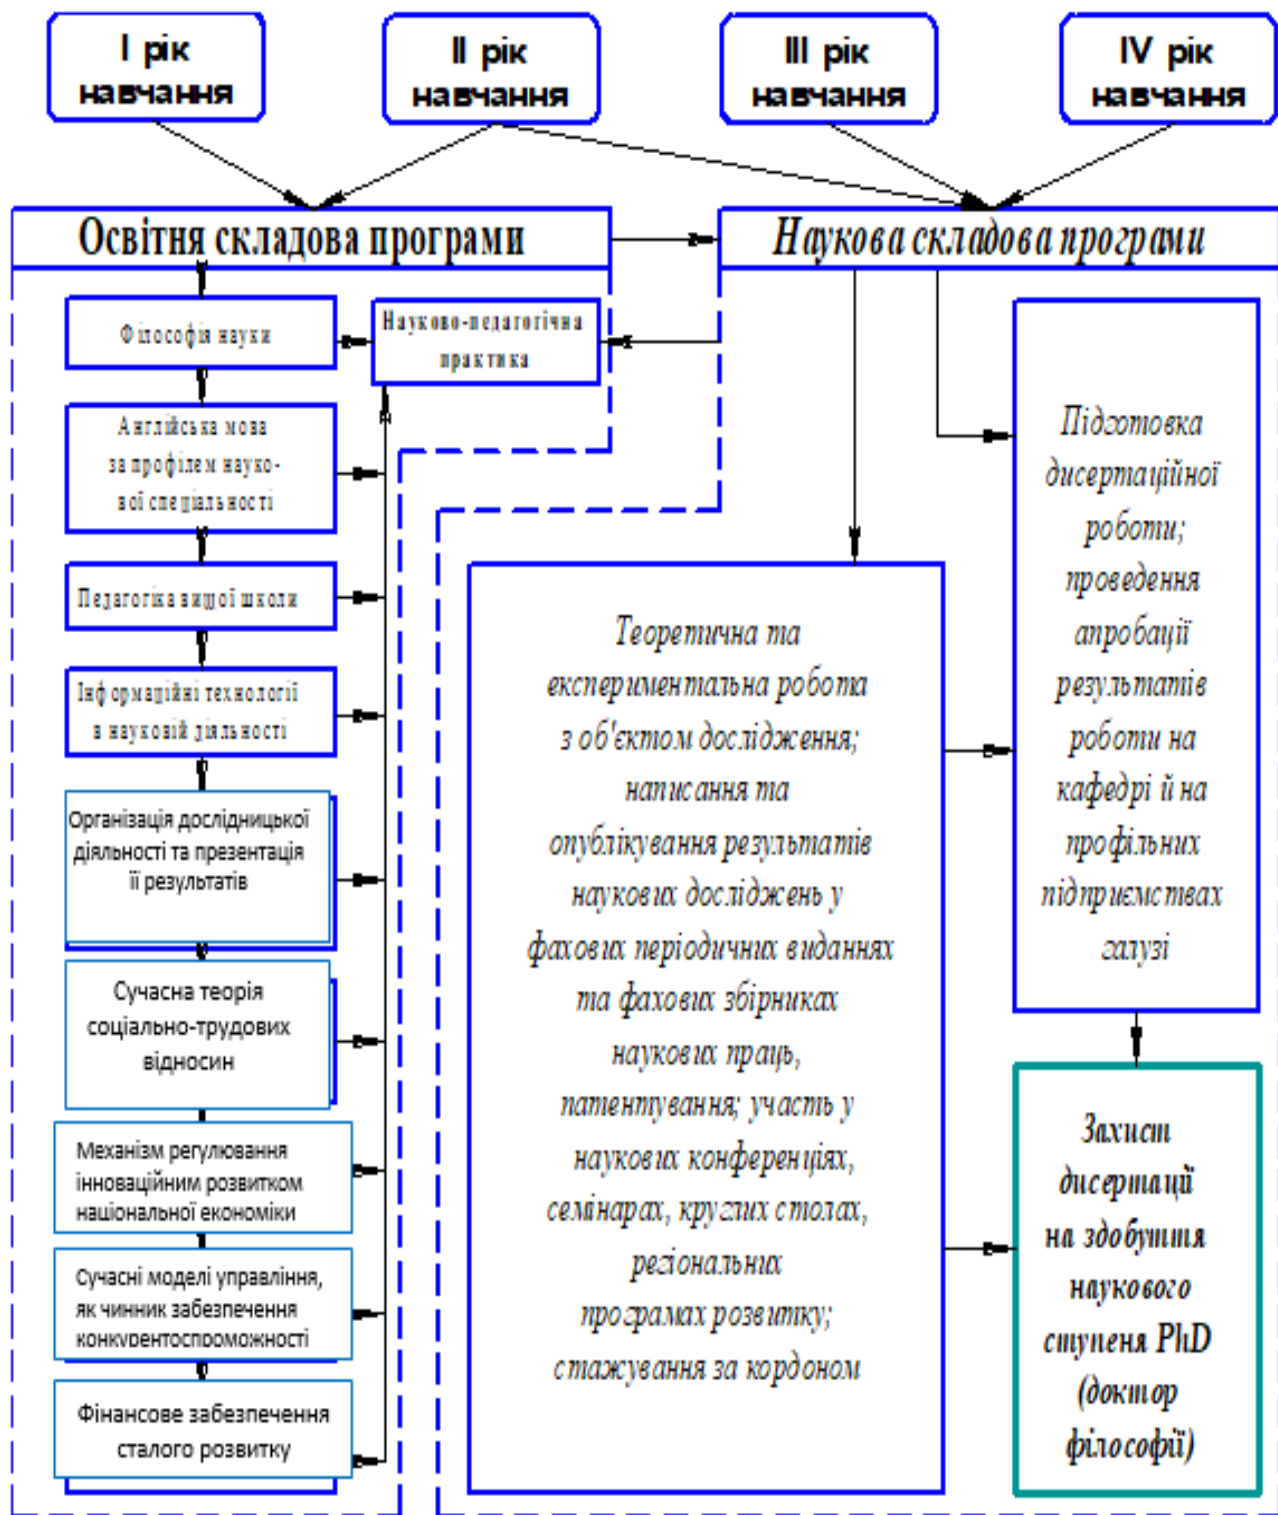 I рік
навчання
II рік
навчання
III рік
навчання
IV рік
навчання
Освітня складова програми
Наукова складова програми
Філософія науки
Науково-педагогічна
практика
Англійська мова
за профілем науко-
вої спеціальності
Педагогіка вищої школи
Інформаційні технології
в науковій діяльності
Організація дослідницької
діяльності та презентація
її результатів
Сучасна теорія
соціально-трудових
відносин
Механізм регулювання
інноваційним розвитком
національної економіки
Сучасні моделі управління,
як чинник забезпечення
конкурентоспроможності
Фінансове забезпечення
сталого розвитку
Теоретична та
експериментальна робота
з об'єктом дослідження;
написання та
опублікування результатів
наукових досліджень у
фахових періодичних виданнях
та фахових збірниках
наукових праць,
патентування; участь у
наукових конференціях,
семінарах, круглих столах,
регіональних
програмах розвитку;
стажування за кордоном
Підготовка
дисертаційної
роботи;
проведення
апробації
результатів
роботи на
кафедрі й на
профільних
підприємствах
галузі
Захист
дисертації
на здобуття
наукового
ступеня PhD
(доктор
філософії)